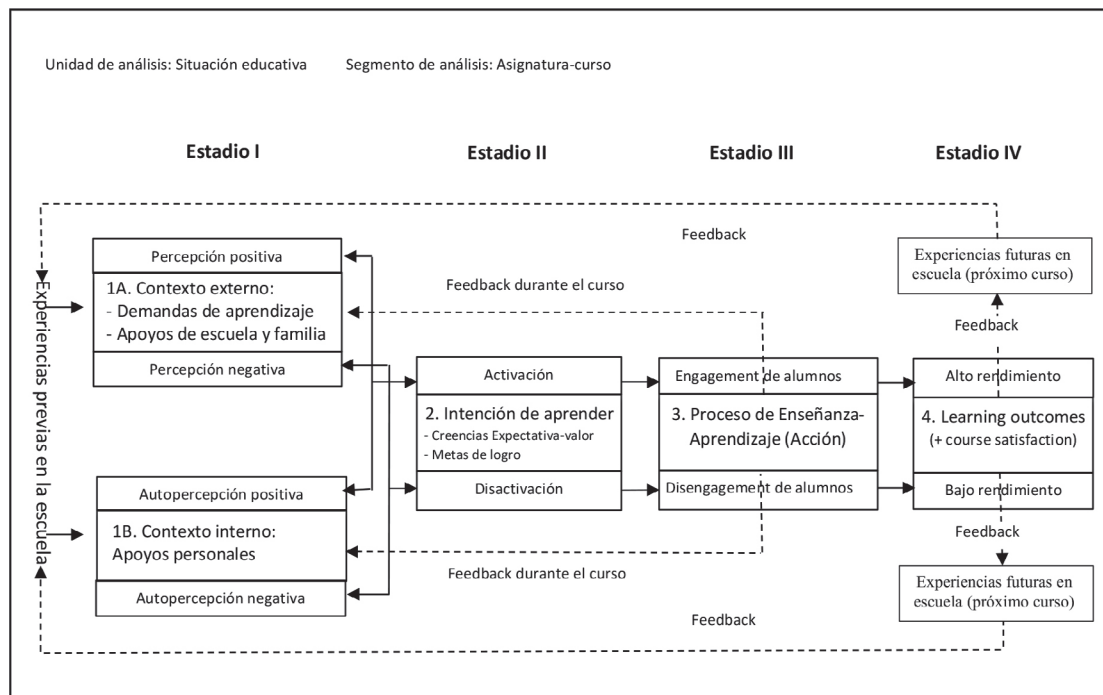 Unidad de análisis: Situación educativa Segmento de análisis: Asignatura-curso
Estadio I
Estadio II
Estadio III
Estadio IV
Feedback
Experiencias previas en la escuela
Percepción positiva
1A. Contexto externo:
- Demandas de aprendizaje
- Apoyos de escuela y familia
Percepción negativa
Autopercepción positiva
1B. Contexto interno:
Apoyos personales
Autopercepción negativa
Feedback durante el curso
Activación
2. Intención de aprender
- Creencias Expectativa-valor
- Metas de logro
Disactivación
Feedback durante el curso
Engagement de alumnos
3. Proceso de Enseñanza-
Aprendizaje (Acción)
Disengagement de alumnos
Experiencias futuras en
escuela (próximo curso)
Feedback
Alto rendimiento
4. Learning outcomes
(+ course satisfaction)
Bajo rendimiento
Feedback
Experiencias futuras en
escuela (próximo curso)
Feedback